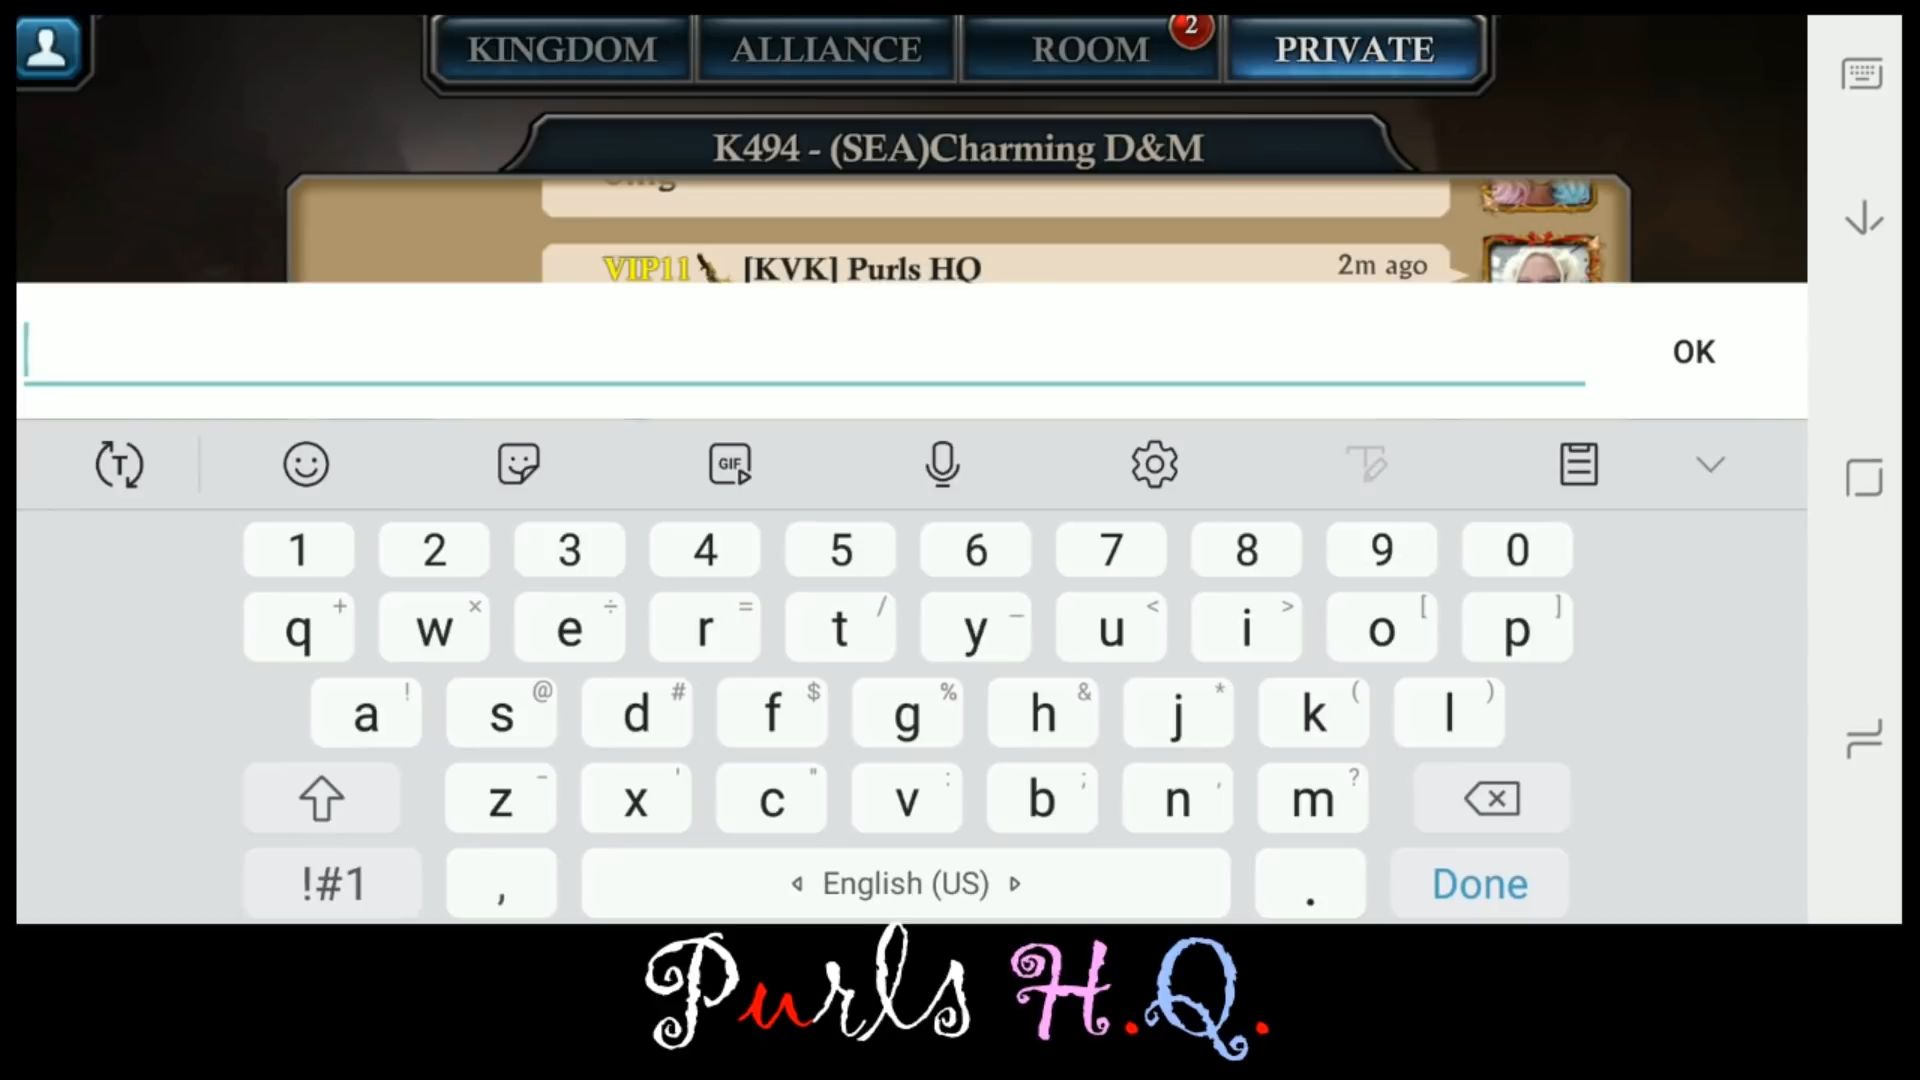 KINGDOM ALLIANCE ROOM 2 PRIVATE
K494 - (SEA)Charming D&M
VIP11 [KVK] Purls HQ 2m ago
OK
T GIF T
1 2 3 4 5 6 7 8 9 0
q + w × e ÷ r = t / y _ u < i > o [ p ]
a ! s @ d # f $ g % h & j * k ( l )
z - x ' c " v : b ; n , m ?
!#1 , English (US) . Done
Purls H.Q.